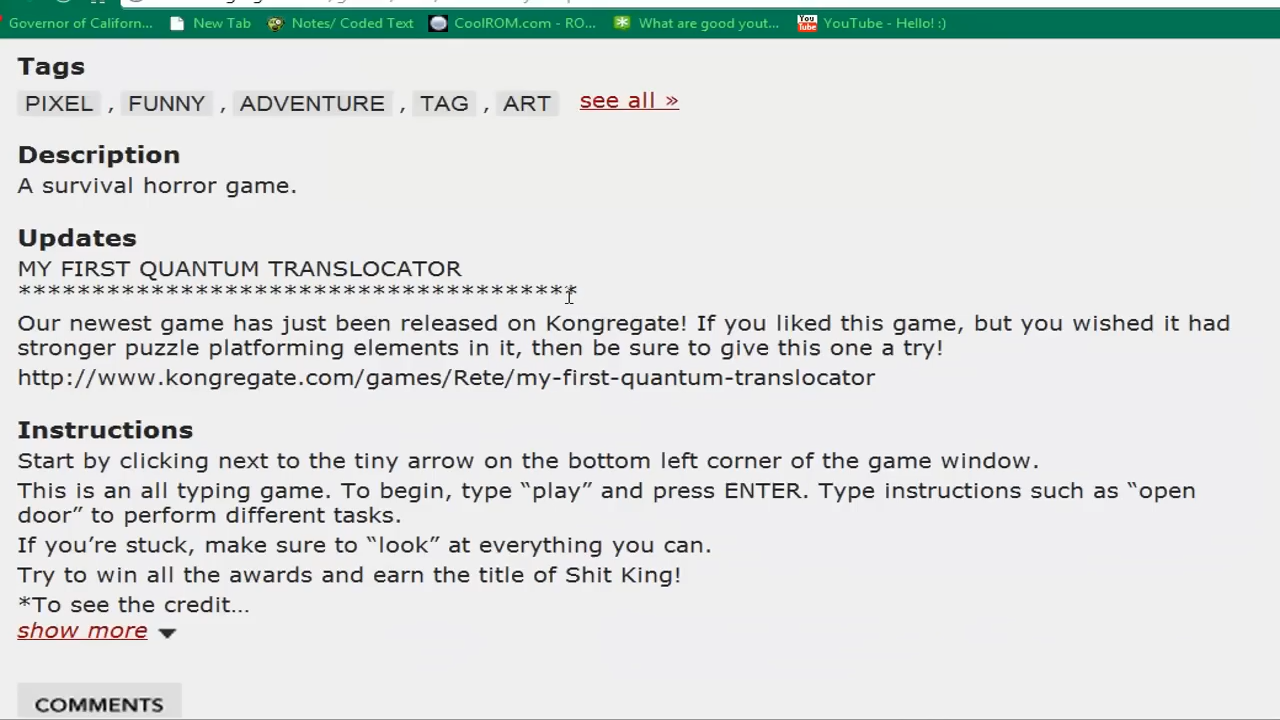 Governor of Californ...
New Tab
Notes/ Coded Text
CoolROM.com - RO...
What are good yout...
You Tube
YouTube - Hello! :)
Tags
PIXEL , FUNNY , ADVENTURE , TAG , ART see all »
Description
A survival horror game.
Updates
MY FIRST QUANTUM TRANSLOCATOR
**************************************
Our newest game has just been released on Kongregate! If you liked this game, but you wished it had
stronger puzzle platforming elements in it, then be sure to give this one a try!
http://www.kongregate.com/games/Rete/my-first-quantum-translocator
Instructions
Start by clicking next to the tiny arrow on the bottom left corner of the game window.
This is an all typing game. To begin, type “play” and press ENTER. Type instructions such as “open
door” to perform different tasks.
If you’re stuck, make sure to “look” at everything you can.
Try to win all the awards and earn the title of Shit King!
*To see the credit...
show more
COMMENTS